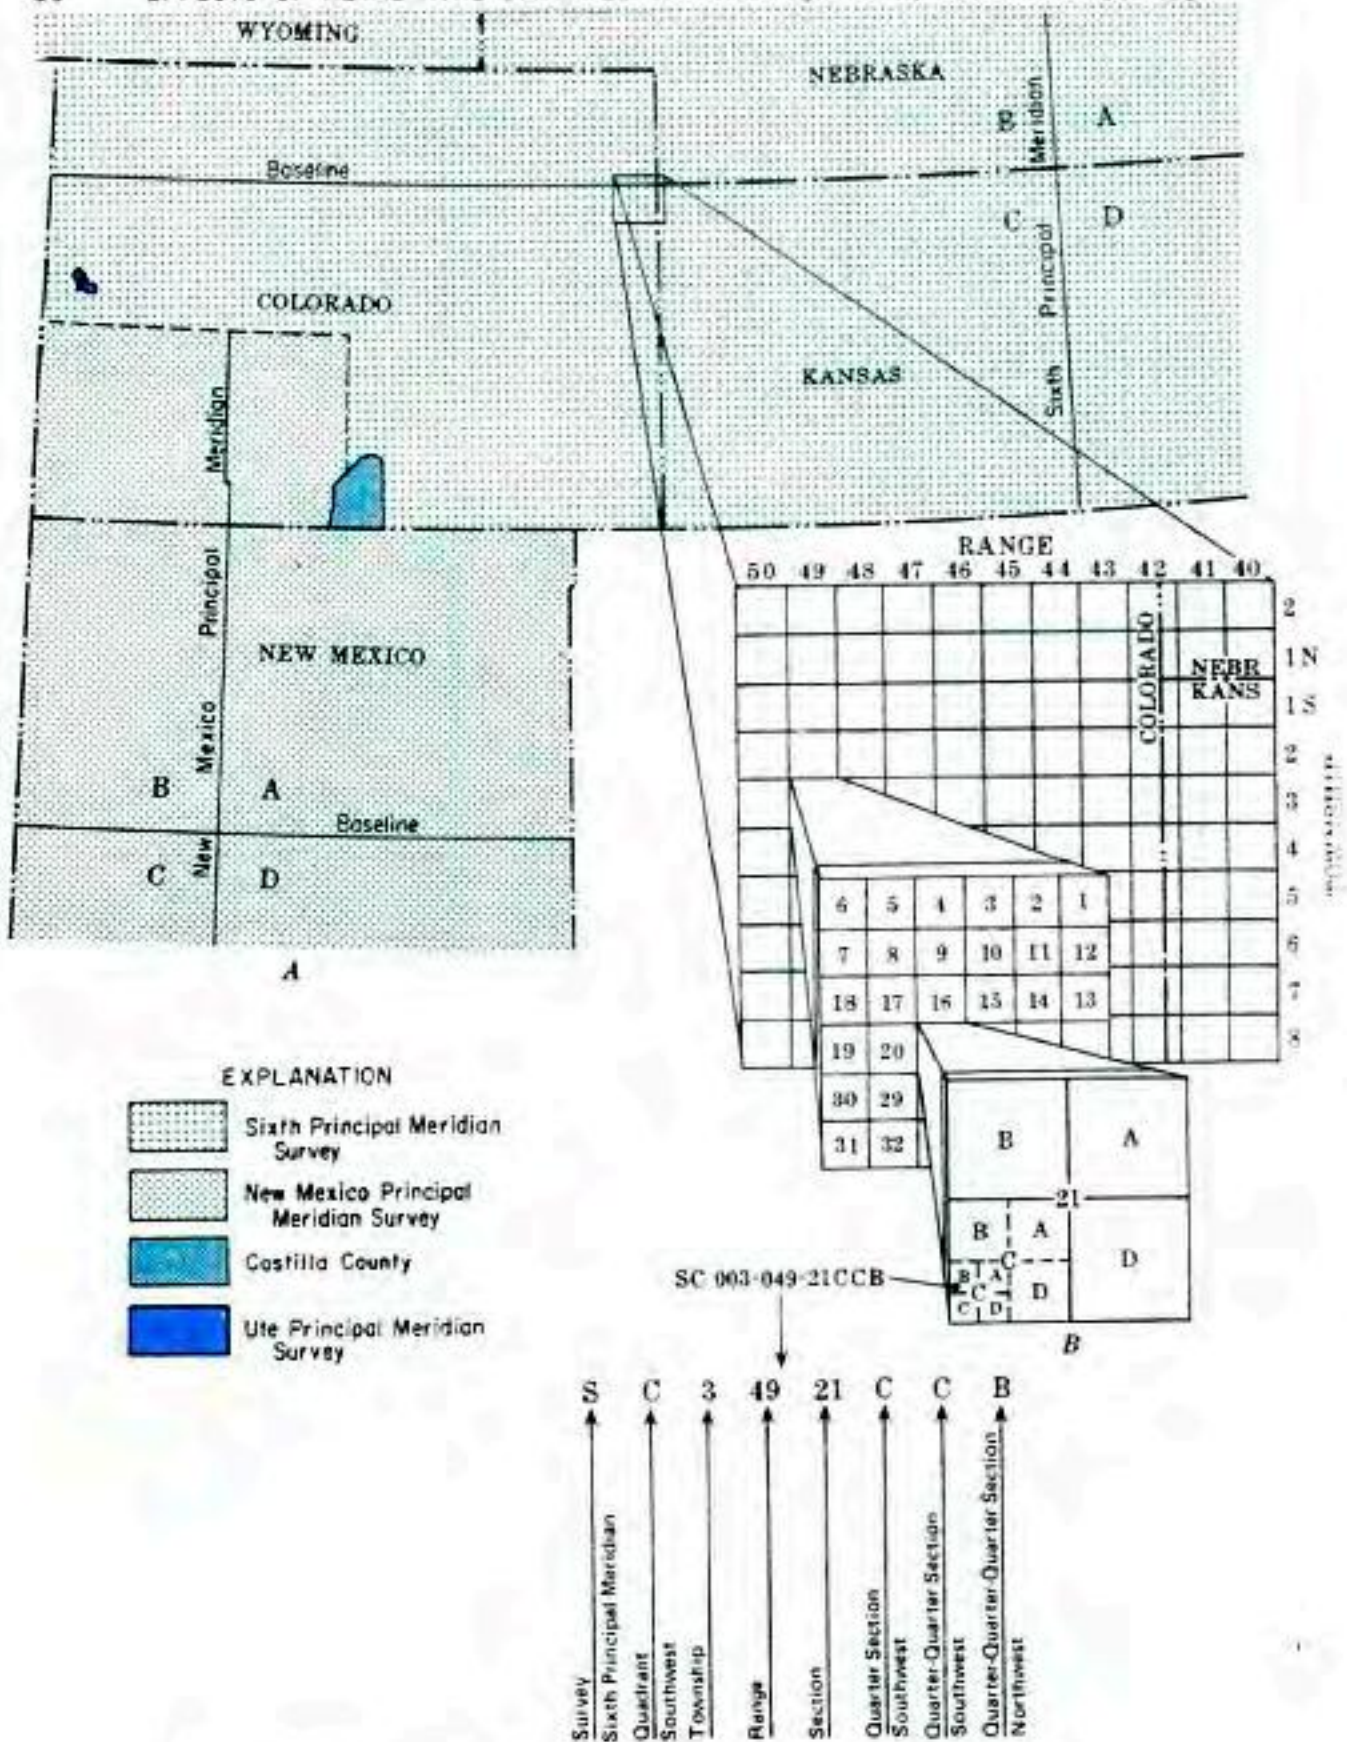 WYOMING
NEBRASKA
Meridian
B
A
Baseline
C
D
Principal
COLORADO
KANSAS
Sixth
Meridian
RANGE
50 49 48 47 46 45 44 43 42 41 40
Principal
NEW MEXICO
COLORADO
2
1 N
NEBR
KANS
1 S
2
3
4
5
6
7
8
Mexico
B
A
Baseline
New
C
D
A
6 5 4 3 2 1
7 8 9 10 11 12
18 17 16 15 14 13
19 20
30 29
31 32
B
A
21
B
A
C
D
B
A
C
D
C
D
B
SC 003-049-21CCB
EXPLANATION
Sixth Principal Meridian
Survey
New Mexico Principal
Meridian Survey
Costilla County
Ute Principal Meridian
Survey
S C 3 49 21 C C B
Survey
Sixth Principal Meridian
Quadrant
Southwest
Township
Range
Section
Quarter Section
Southwest
Quarter-Quarter Section
Southwest
Quarter-Quarter-Quarter Section
Northwest